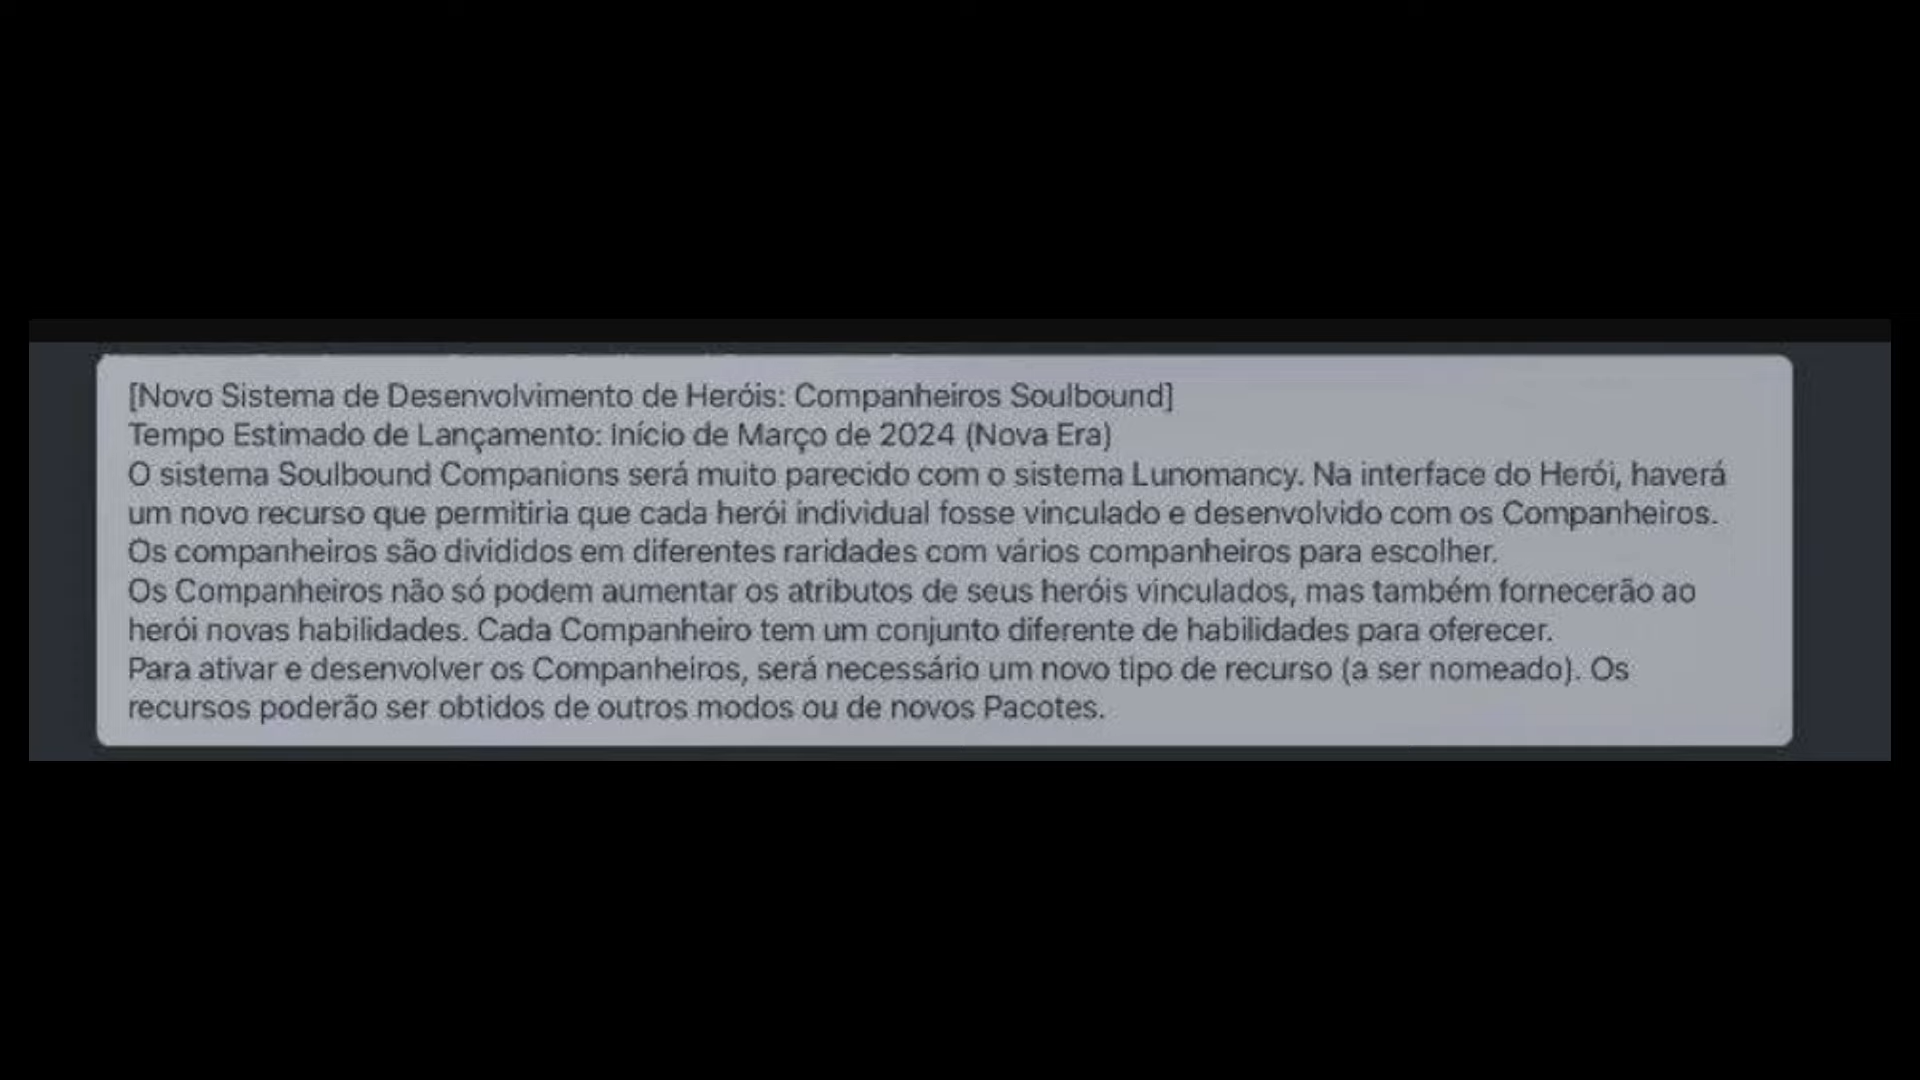 [Novo Sistema de Desenvolvimento de Heróis: Companheiros Soulbound]
Tempo Estimado de Lançamento: Início de Março de 2024 (Nova Era)
O sistema Soulbound Companions será muito parecido com o sistema Lunomancy. Na interface do Herói, haverá
um novo recurso que permitiria que cada herói individual fosse vinculado e desenvolvido com os Companheiros.
Os companheiros são divididos em diferentes raridades com vários companheiros para escolher.
Os Companheiros não só podem aumentar os atributos de seus heróis vinculados, mas também fornecerão ao
herói novas habilidades. Cada Companheiro tem um conjunto diferente de habilidades para oferecer.
Para ativar e desenvolver os Companheiros, será necessário um novo tipo de recurso (a ser nomeado). Os
recursos poderão ser obtidos de outros modos ou de novos Pacotes.